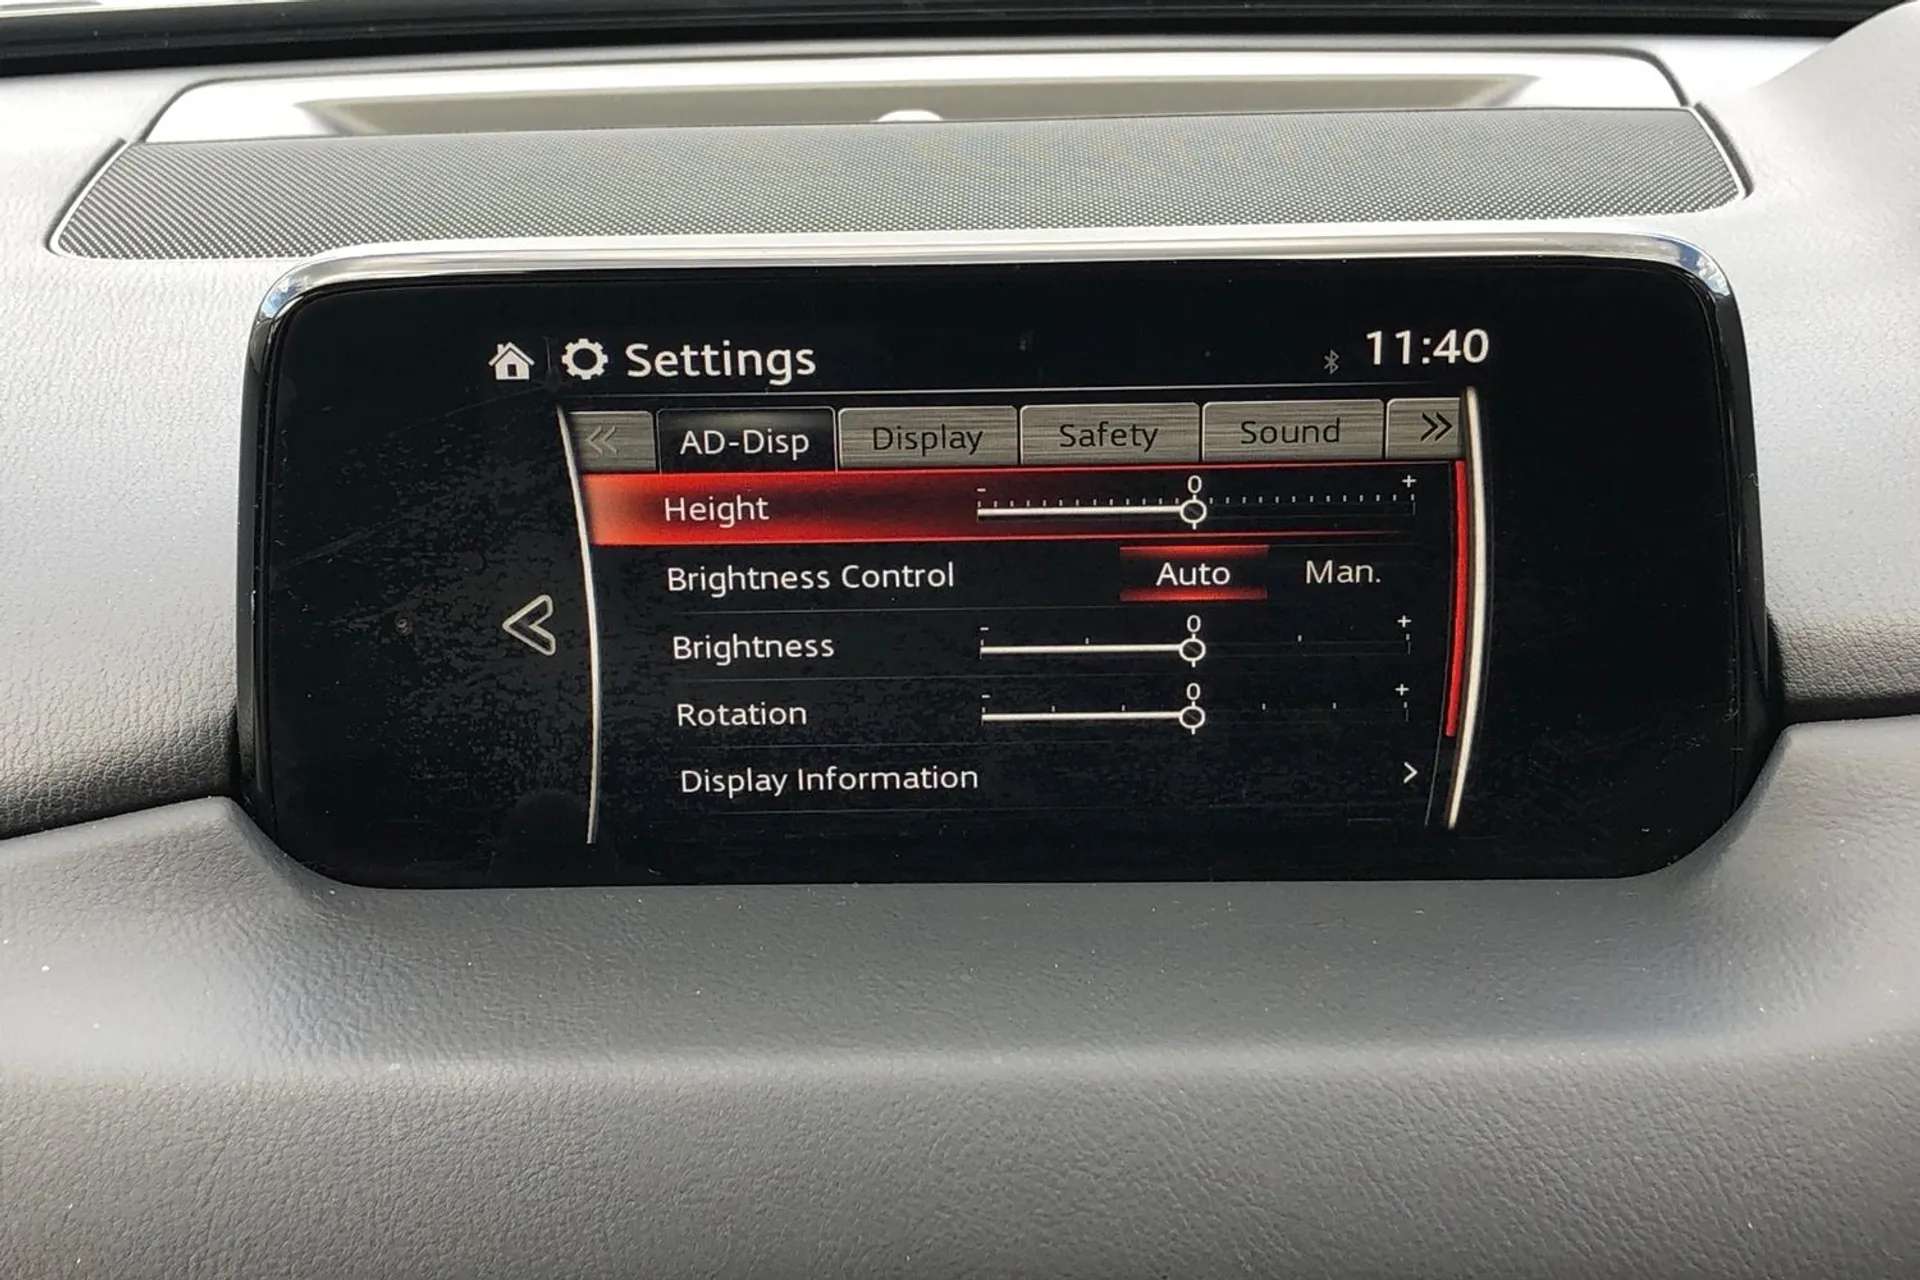 Settings 11:40
AD-Disp Display Safety Sound
Height - 0 +
Brightness Control Auto Man.
Brightness - 0 +
Rotation - 0 +
Display Information